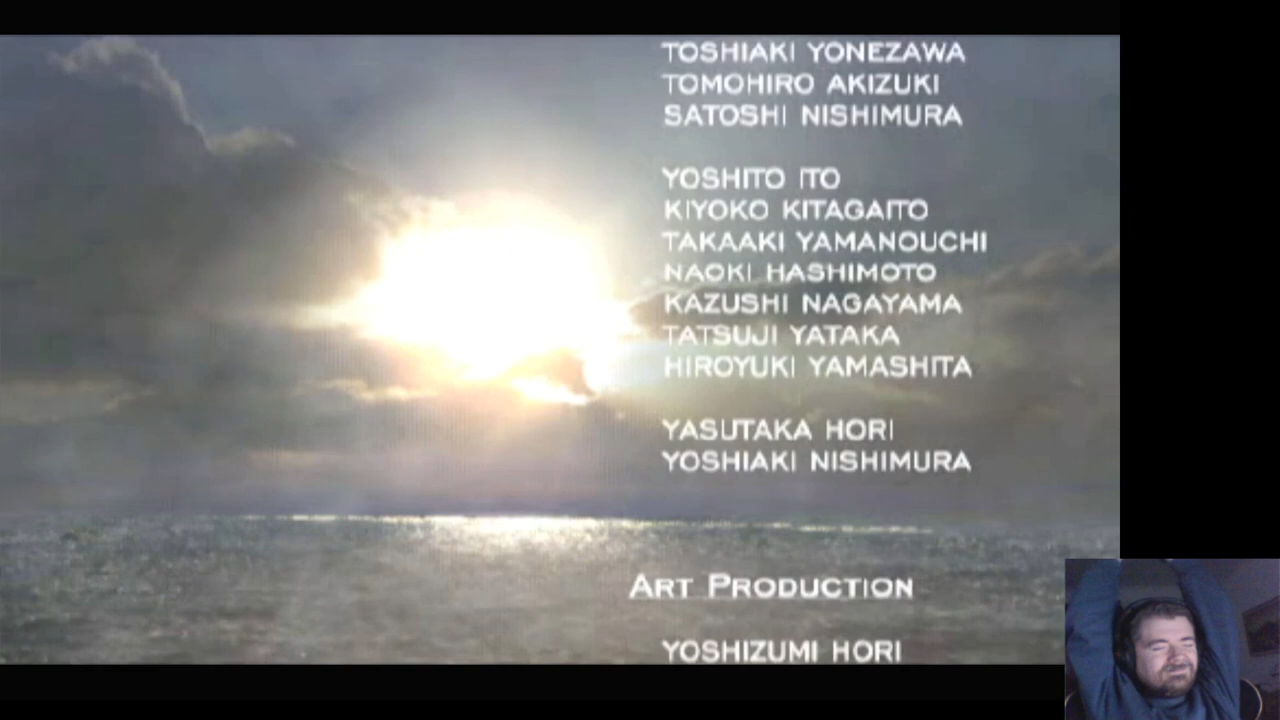 TOSHIAKI YONEZAWA
TOMOHIRO AKIZUKI
SATOSHI NISHIMURA
YOSHITO ITO
KIYOKO KITAGAITO
TAKAAKI YAMANOUCHI
NAOKI HASHIMOTO
KAZUSHI NAGAYAMA
TATSUJI YATAKA
HIROYUKI YAMASHITA
YASUTAKA HORI
YOSHIAKI NISHIMURA
ART PRODUCTION
YOSHIZUMI HORI